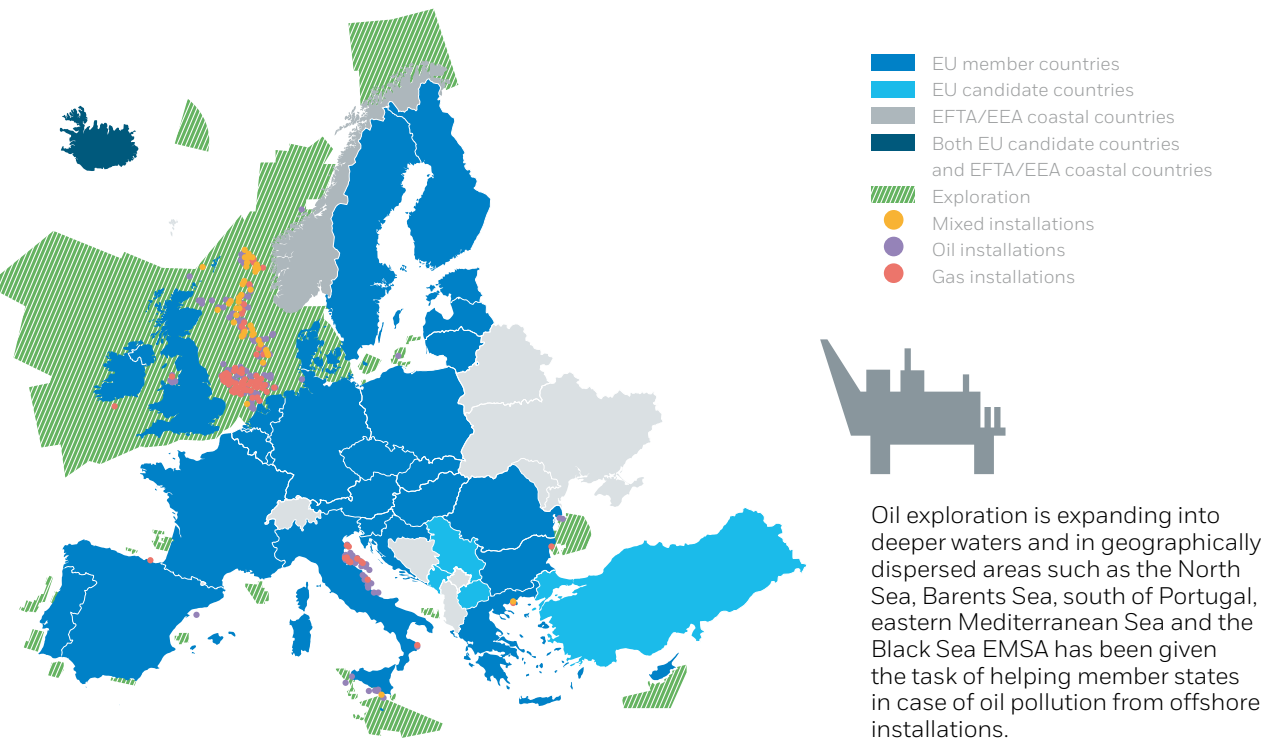 EU member countries
EU candidate countries
EFTA/EEA coastal countries
Both EU candidate countries
and EFTA/EEA coastal countries
Exploration
Mixed installations
Oil installations
Gas installations
Oil exploration is expanding into
deeper waters and in geographically
dispersed areas such as the North
Sea, Barents Sea, south of Portugal,
eastern Mediterranean Sea and the
Black Sea EMSA has been given
the task of helping member states
in case of oil pollution from offshore
installations.